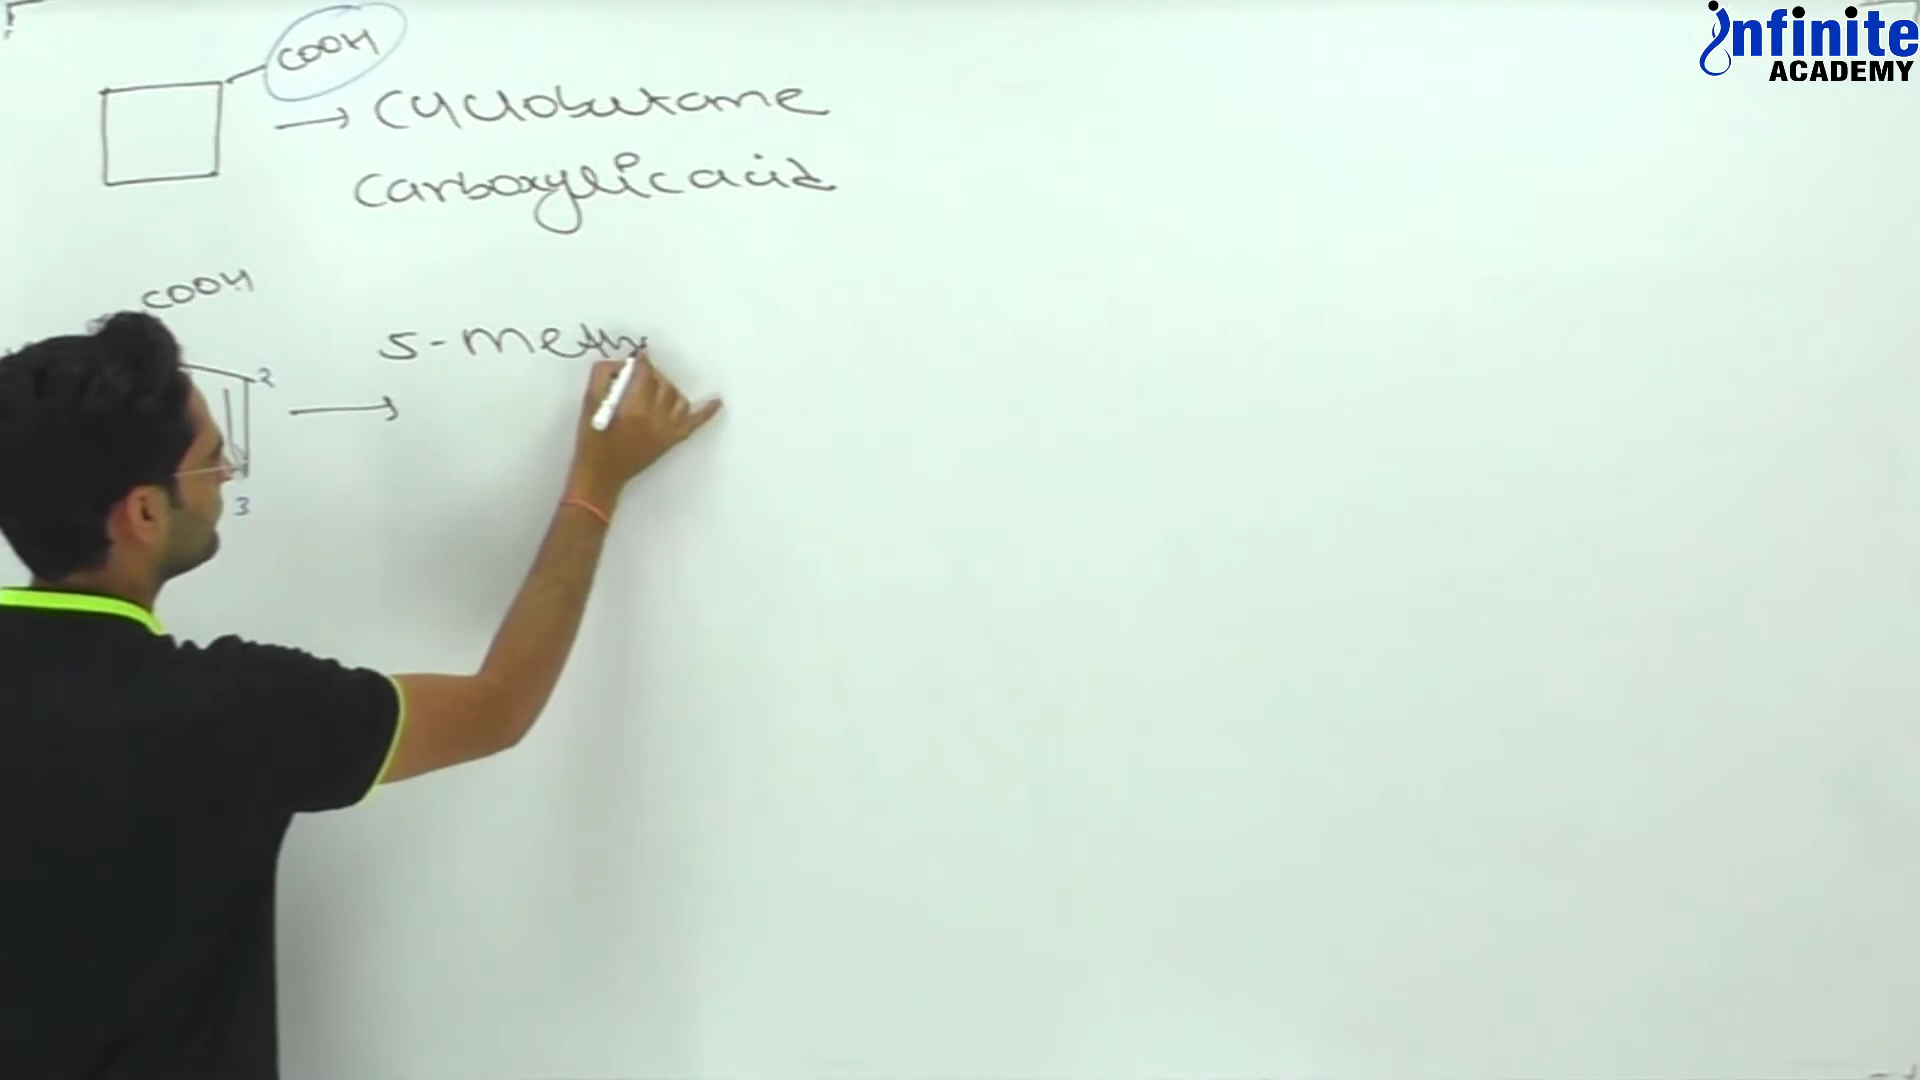 infinite
ACADEMY
COOH
→ Cyclobutane
carboxylic acid
COOH
2
3
5-Meth